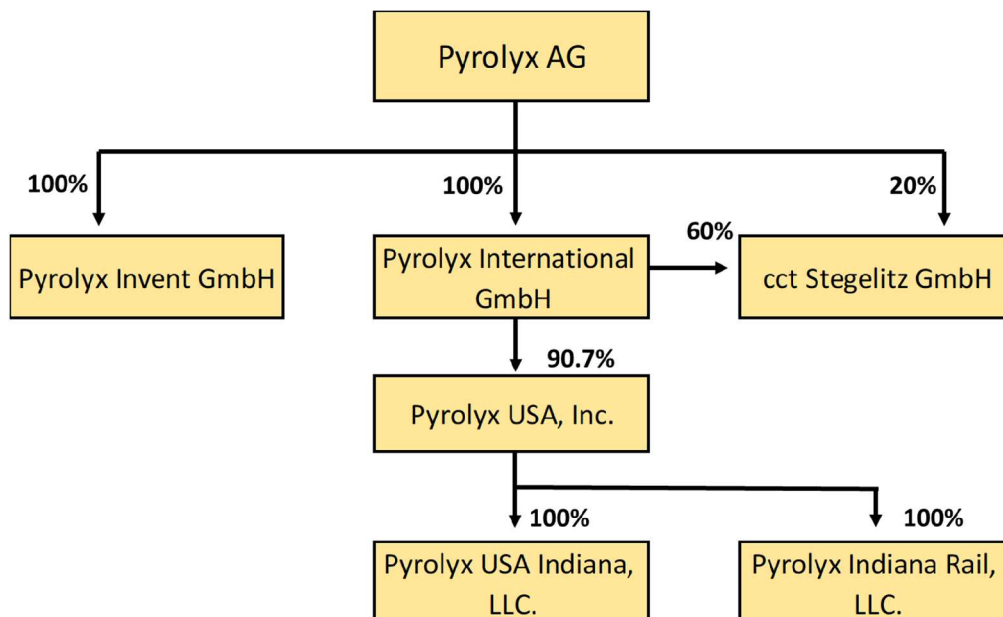 Pyrolyx AG
100%
100%
20%
Pyrolyx Invent GmbH
Pyrolyx International
GmbH
60%
cct Stegelitz GmbH
90.7%
Pyrolyx USA, Inc.
100%
100%
Pyrolyx USA Indiana,
LLC.
Pyrolyx Indiana Rail,
LLC.